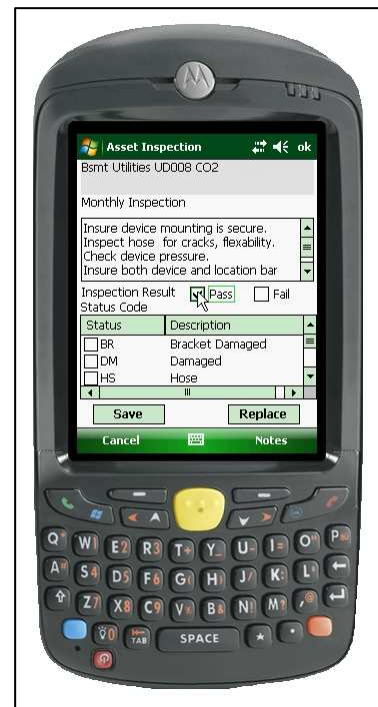 Asset Inspection ok
Bsmt Utilities UD008 CO2
Monthly Inspection
Insure device mounting is secure.
Inspect hose for cracks, flexability.
Check device pressure.
Insure both device and location bar
Inspection Result Pass Fail
Status Code
Status Description
BR Bracket Damaged
DM Damaged
HS Hose
Save Replace
Cancel Notes
Q W E R T Y U I O P
A S D F G H J K L
Z X C V B N M
TAB SPACE